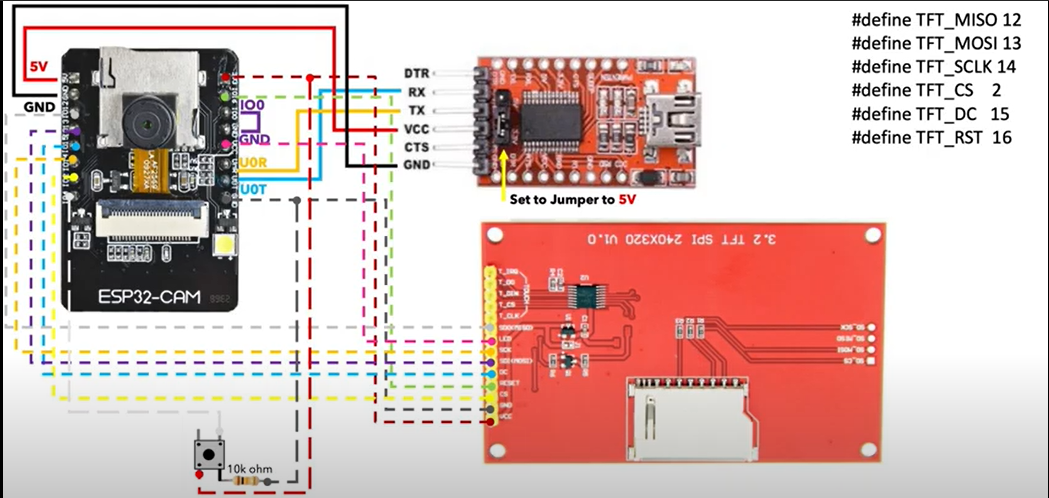 #define TFT_MISO 12
#define TFT_MOSI 13
#define TFT_SCLK 14
#define TFT_CS 2
#define TFT_DC 15
#define TFT_RST 16
5V
GND
IO0
GND
U0R
U0T
ESP32-CAM
DTR
RX
TX
VCC
CTS
GND
Set to Jumper to 5V
3.2 TFT SPI 240X320 V1.0
T_IRQ
T_DO
T_DIN
T_CS
T_CLK
TOUCH
SDO(MISO)
LED
SCK
SDI(MOSI)
DC
RESET
CS
GND
VCC
U2
SD_SCK
SD_MISO
SD_MOSI
SD_CS
10k ohm